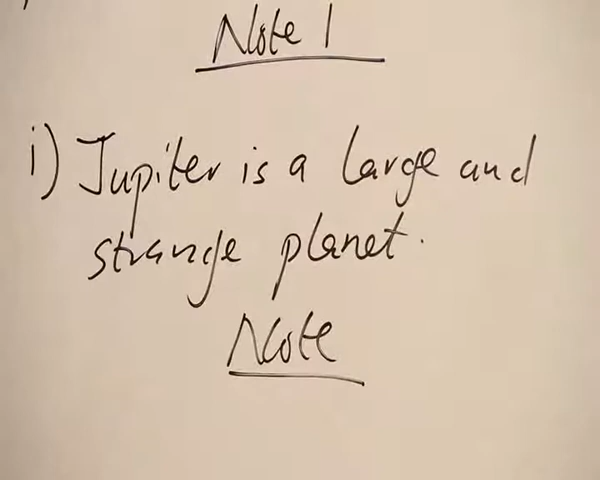 Note 1
i) Jupiter is a large and
strange planet.
Note